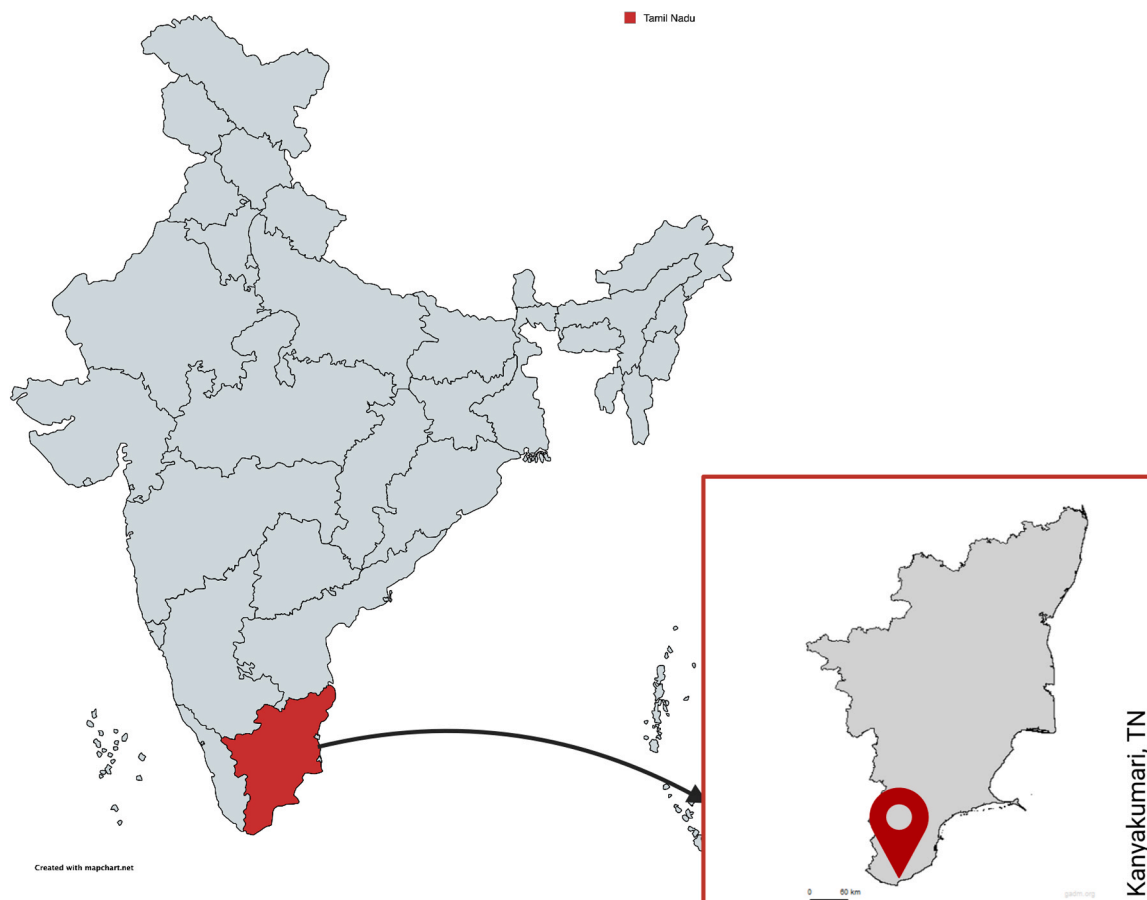 Tamil Nadu
Created with mapchart.net
Kanyakumari, TN
0 60 km
gadm.org